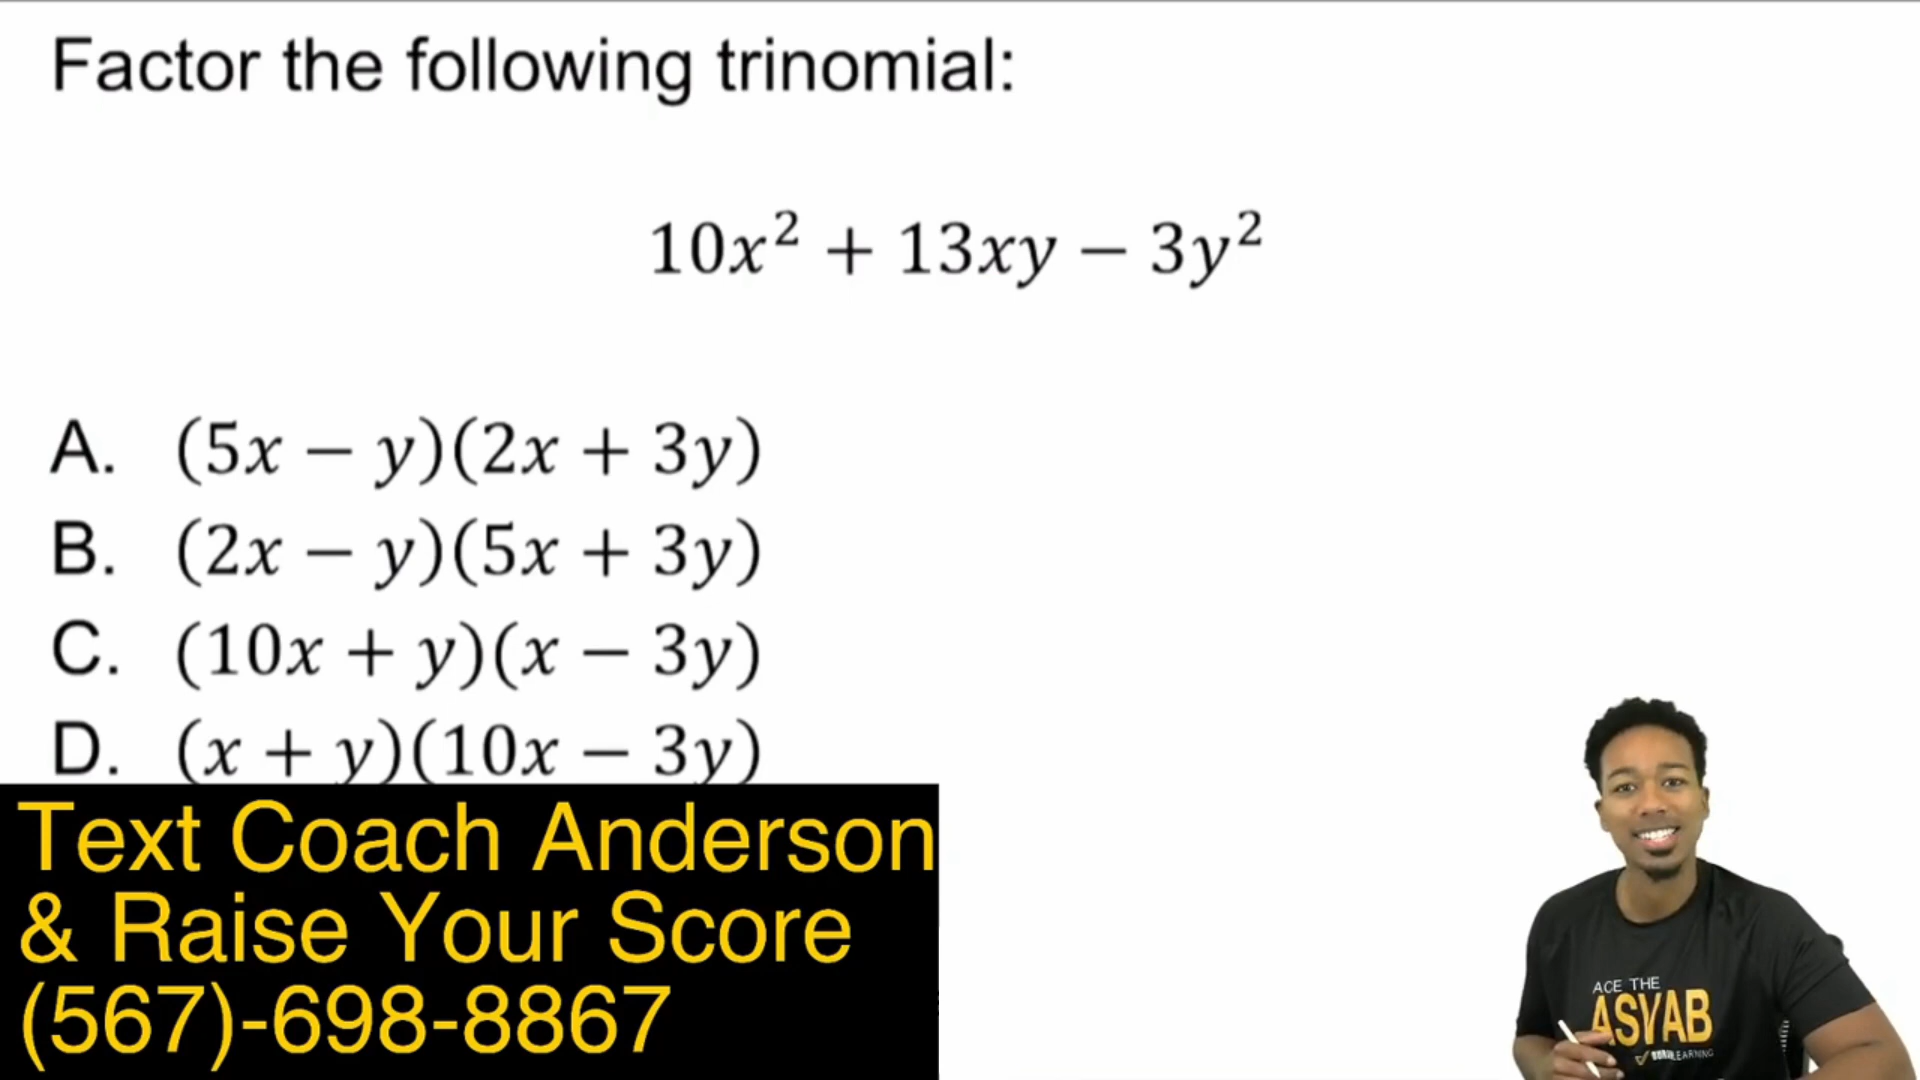 Factor the following trinomial:
10x² + 13xy − 3y²
A. (5x − y)(2x + 3y)
B. (2x − y)(5x + 3y)
C. (10x + y)(x − 3y)
D. (x + y)(10x − 3y)
Text Coach Anderson
& Raise Your Score
(567)-698-8867
ACE THE
ASVAB
LEARNING